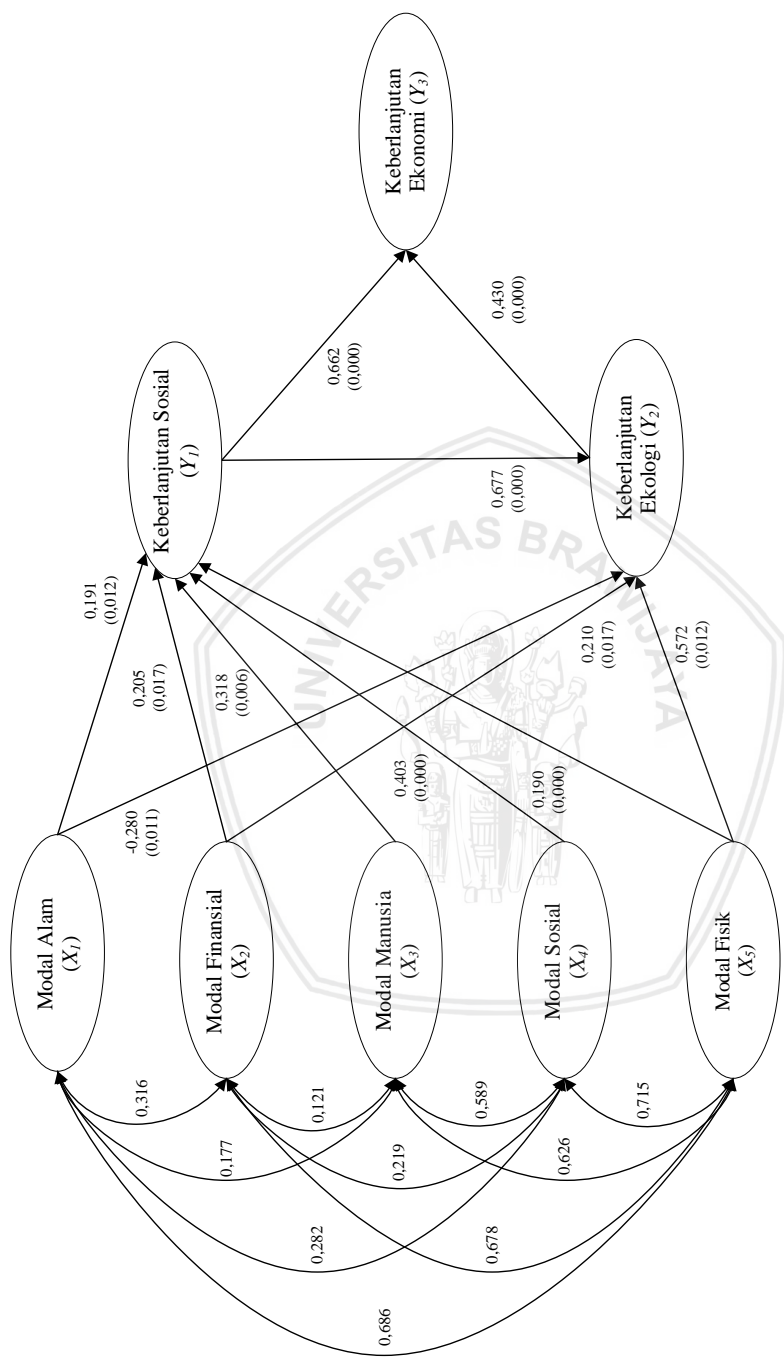 Modal Alam
(X1)
Modal Finansial
(X2)
Modal Manusia
(X3)
Modal Sosial
(X4)
Modal Fisik
(X5)
0,316
0,121
0,589
0,715
0,177
0,219
0,626
0,282
0,678
0,686
0,191
(0,012)
0,205
(0,017)
0,318
(0,006)
-0,280
(0,011)
0,403
(0,000)
0,190
(0,000)
0,210
(0,017)
0,572
(0,012)
Keberlanjutan Sosial
(Y1)
0,677
(0,000)
Keberlanjutan
Ekologi (Y2)
0,662
(0,000)
0,430
(0,000)
Keberlanjutan
Ekonomi (Y3)
UNIVERSITAS BRAWIJAYA